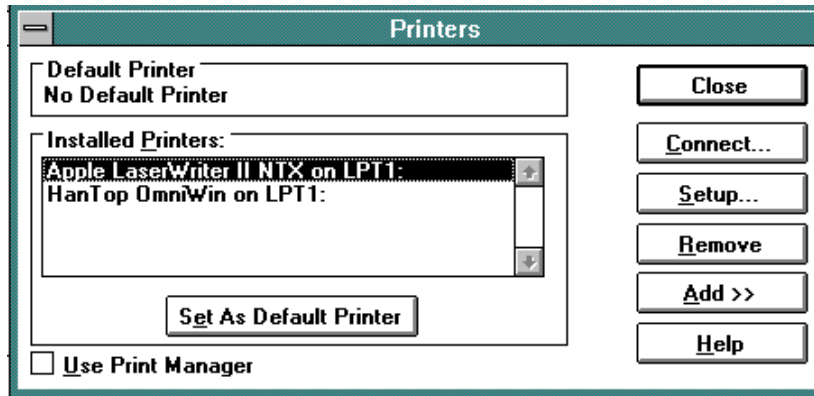 Printers
Default Printer
No Default Printer
Close
Installed Printers:
Connect...
Apple LaserWriter II NTX on LPT1:
HanTop OmniWin on LPT1:
Setup...
Remove
Add >>
Set As Default Printer
Help
Use Print Manager